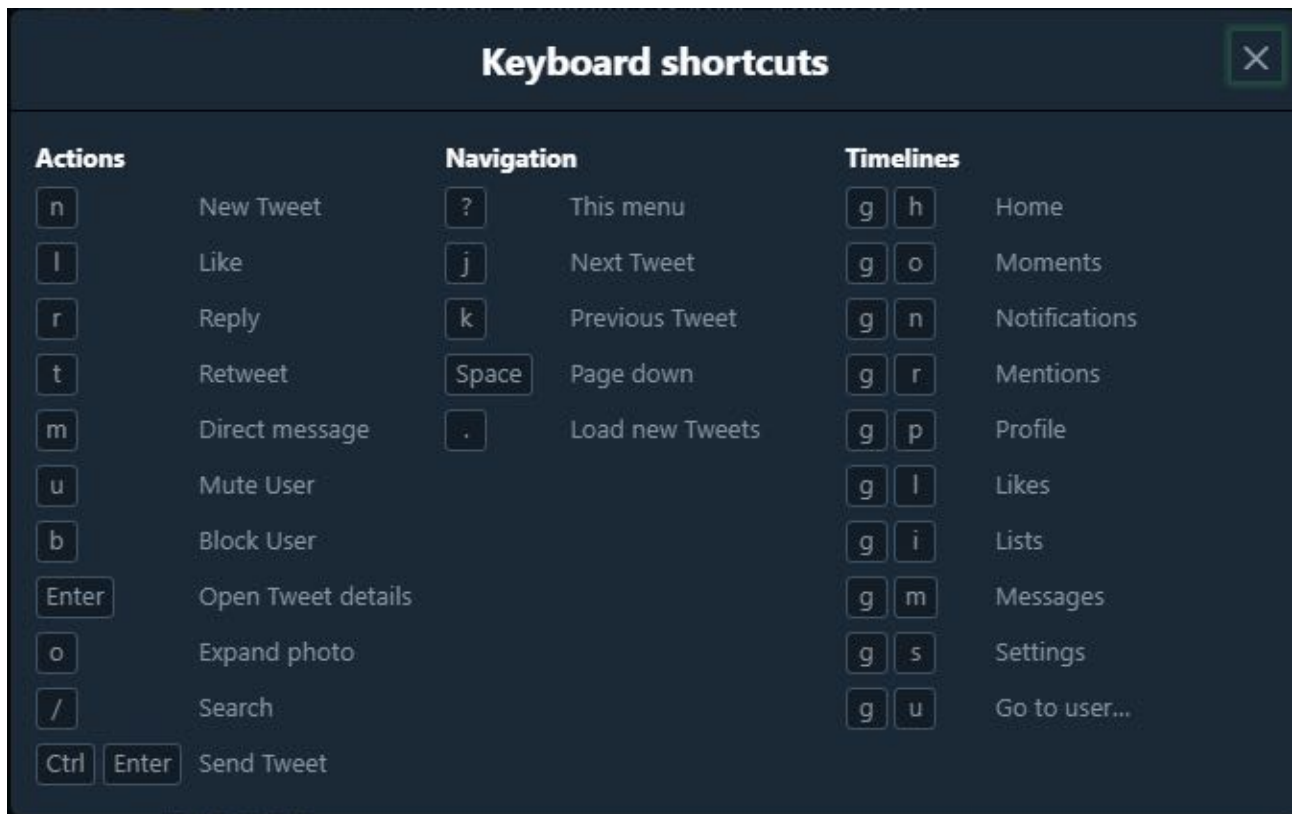 Keyboard shortcuts
Actions
n New Tweet
l Like
r Reply
t Retweet
m Direct message
u Mute User
b Block User
Enter Open Tweet details
o Expand photo
/ Search
Ctrl Enter Send Tweet
Navigation
? This menu
j Next Tweet
k Previous Tweet
Space Page down
. Load new Tweets
Timelines
g h Home
g o Moments
g n Notifications
g r Mentions
g p Profile
g l Likes
g i Lists
g m Messages
g s Settings
g u Go to user...